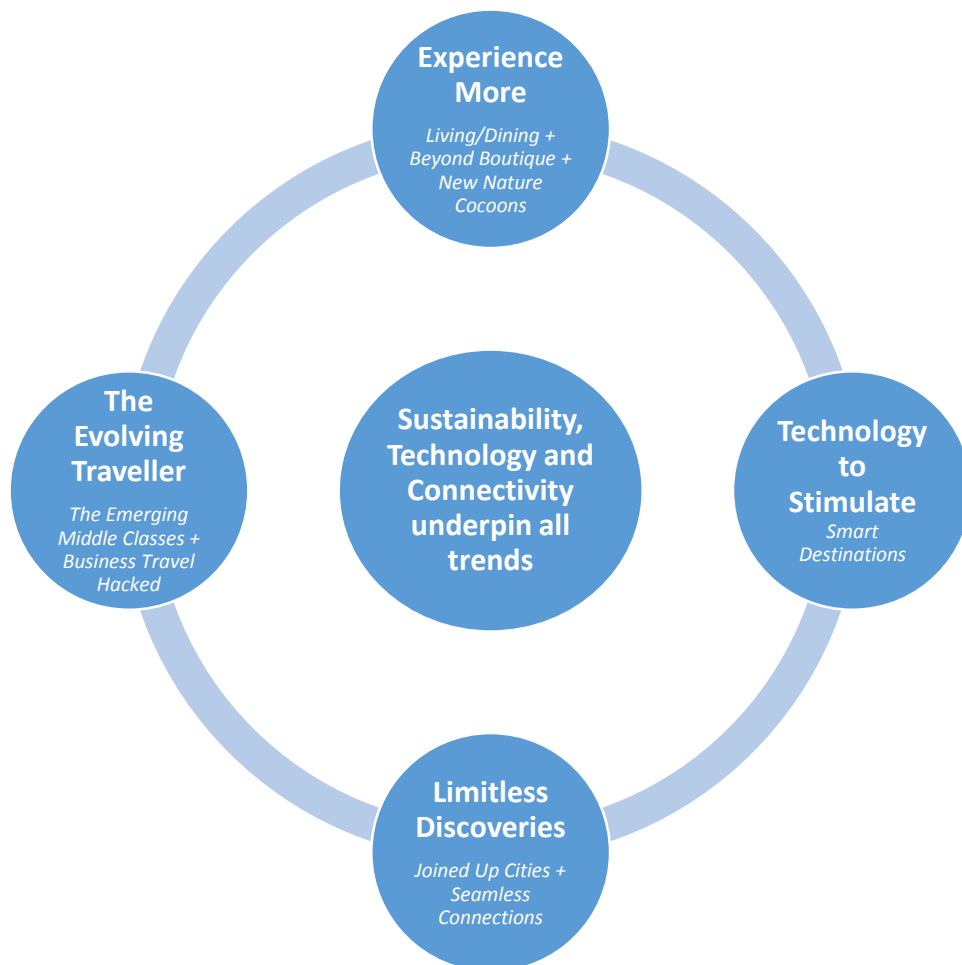 Experience
More
Living/Dining +
Beyond Boutique +
New Nature
Cocoons
The
Evolving
Traveller
The Emerging
Middle Classes +
Business Travel
Hacked
Sustainability,
Technology and
Connectivity
underpin all
trends
Technology
to
Stimulate
Smart
Destinations
Limitless
Discoveries
Joined Up Cities +
Seamless
Connections